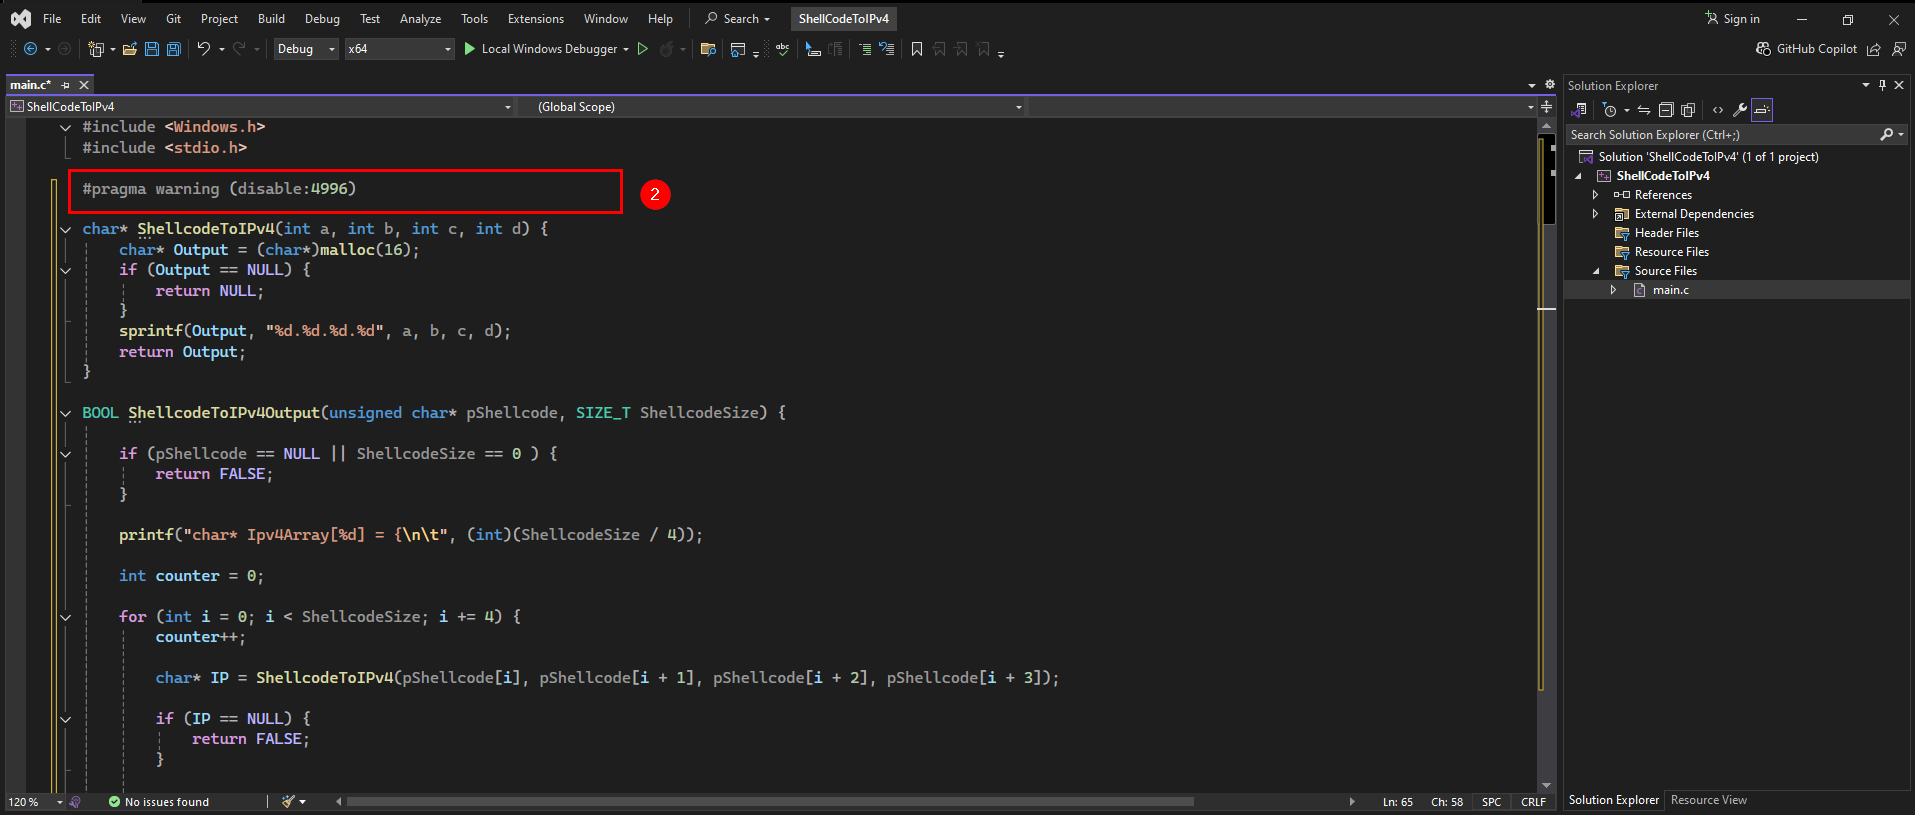 File Edit View Git Project Build Debug Test Analyze Tools Extensions Window Help Search ShellCodeToIPv4 Sign in
Debug x64 Local Windows Debugger abc GitHub Copilot
main.c*
ShellCodeToIPv4 (Global Scope)
#include <Windows.h>
#include <stdio.h>
#pragma warning (disable:4996)
2
char* ShellcodeToIPv4(int a, int b, int c, int d) {
char* Output = (char*)malloc(16);
if (Output == NULL) {
return NULL;
}
sprintf(Output, "%d.%d.%d.%d", a, b, c, d);
return Output;
}
BOOL ShellcodeToIPv4Output(unsigned char* pShellcode, SIZE_T ShellcodeSize) {
if (pShellcode == NULL || ShellcodeSize == 0 ) {
return FALSE;
}
printf("char* Ipv4Array[%d] = {\n\t", (int)(ShellcodeSize / 4));
int counter = 0;
for (int i = 0; i < ShellcodeSize; i += 4) {
counter++;
char* IP = ShellcodeToIPv4(pShellcode[i], pShellcode[i + 1], pShellcode[i + 2], pShellcode[i + 3]);
if (IP == NULL) {
return FALSE;
}
120 % No issues found Ln: 65 Ch: 58 SPC CRLF
Solution Explorer
Search Solution Explorer (Ctrl+;)
Solution 'ShellCodeToIPv4' (1 of 1 project)
ShellCodeToIPv4
References
External Dependencies
Header Files
Resource Files
Source Files
main.c
Solution Explorer Resource View